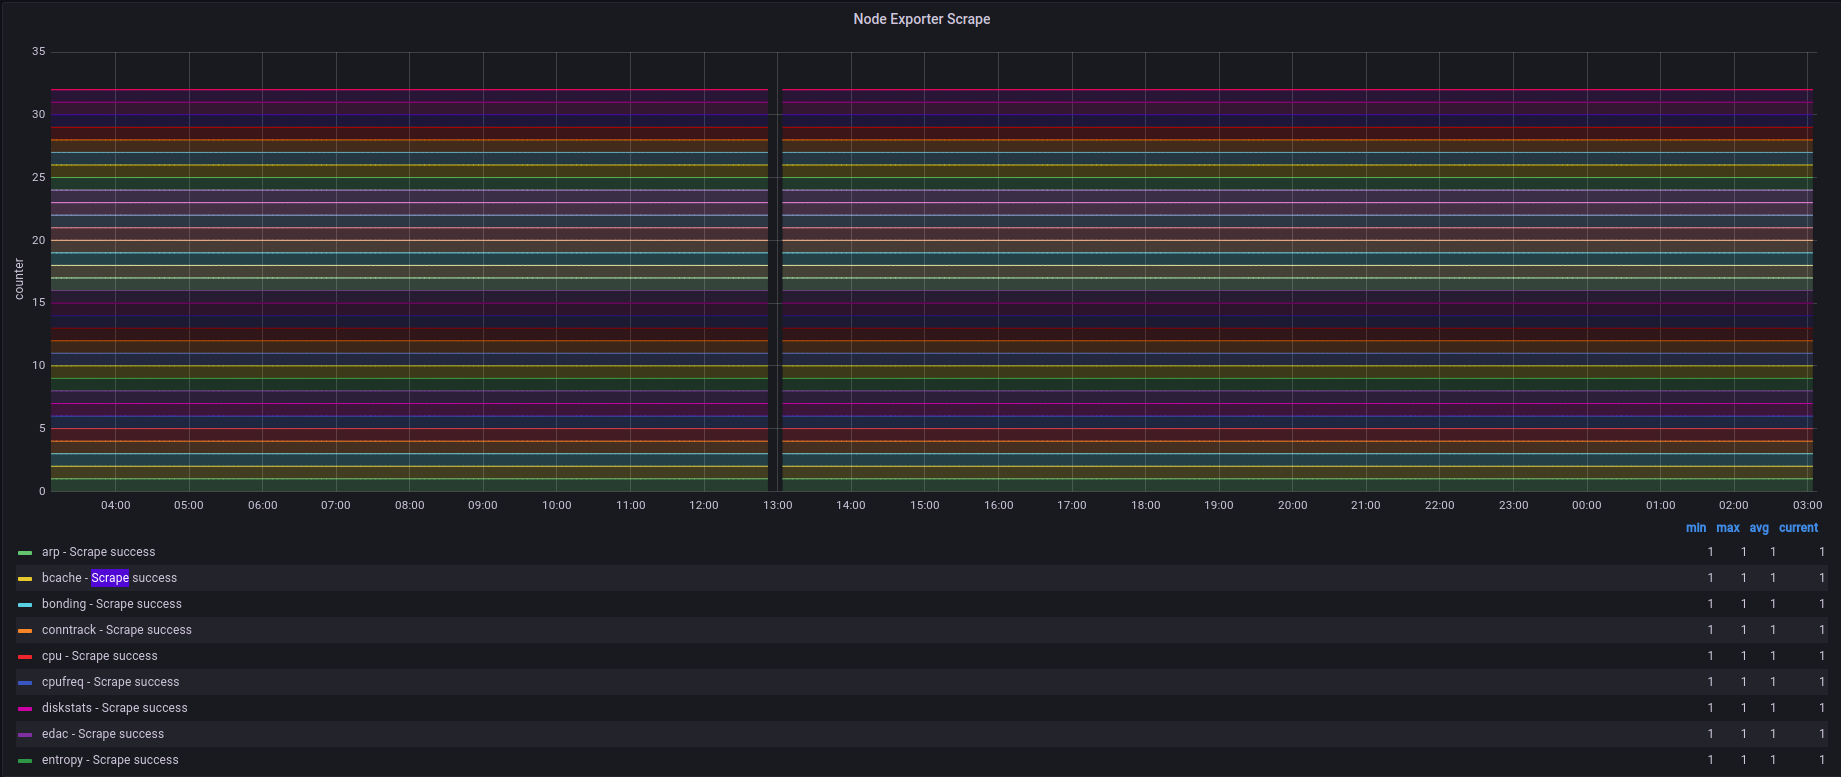 Node Exporter Scrape
35
30
25
20
15
10
5
0
counter
04:00 05:00 06:00 07:00 08:00 09:00 10:00 11:00 12:00 13:00 14:00 15:00 16:00 17:00 18:00 19:00 20:00 21:00 22:00 23:00 00:00 01:00 02:00 03:00
min max avg current
arp - Scrape success 1 1 1 1
bcache - Scrape success 1 1 1 1
bonding - Scrape success 1 1 1 1
conntrack - Scrape success 1 1 1 1
cpu - Scrape success 1 1 1 1
cpufreq - Scrape success 1 1 1 1
diskstats - Scrape success 1 1 1 1
edac - Scrape success 1 1 1 1
entropy - Scrape success 1 1 1 1